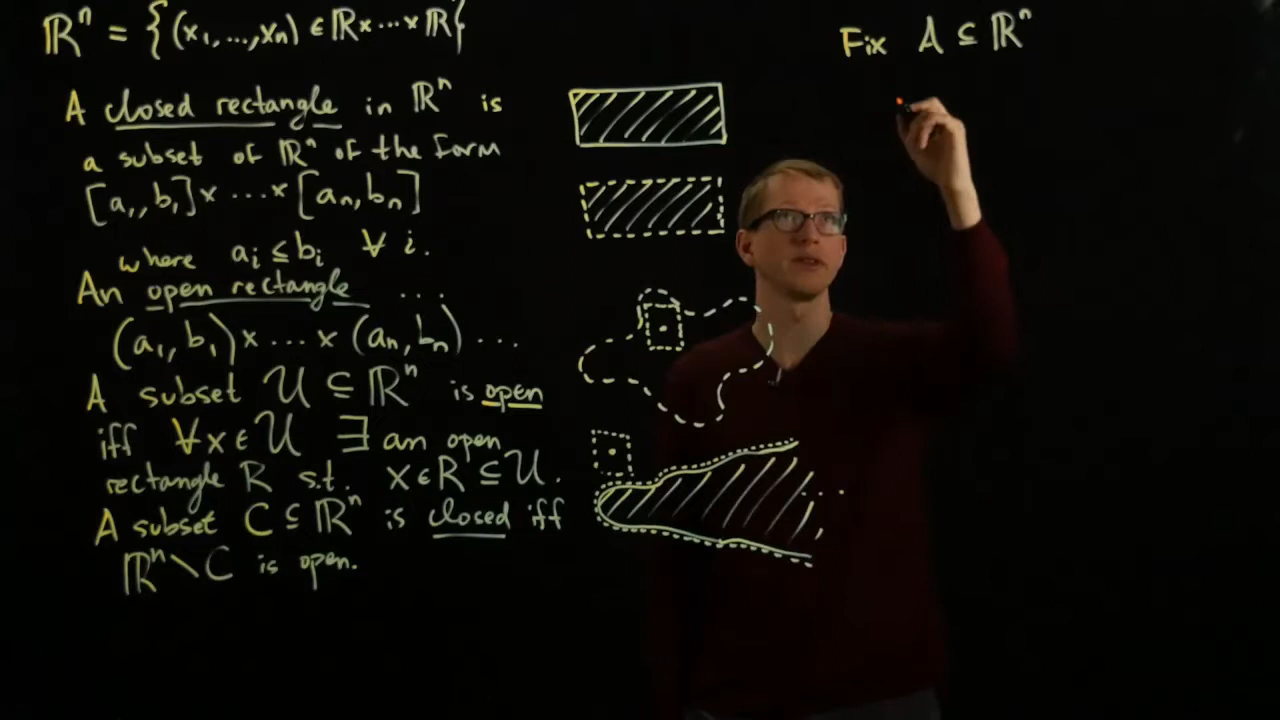 ℝⁿ = {(x₁,...,xₙ) ∈ ℝ×⋯×ℝ}
A closed rectangle in ℝⁿ is
a subset of ℝⁿ of the form
[a₁,b₁]×⋯×[aₙ,bₙ]
where aᵢ ≤ bᵢ ∀ i.
An open rectangle ...
(a₁,b₁)×⋯×(aₙ,bₙ)...
A subset U ⊆ ℝⁿ is open
iff ∀x∈U ∃ an open
rectangle R s.t. x∈R⊆U.
A subset C⊆ℝⁿ is closed iff
ℝⁿ\C is open.
Fix A ⊆ ℝⁿ